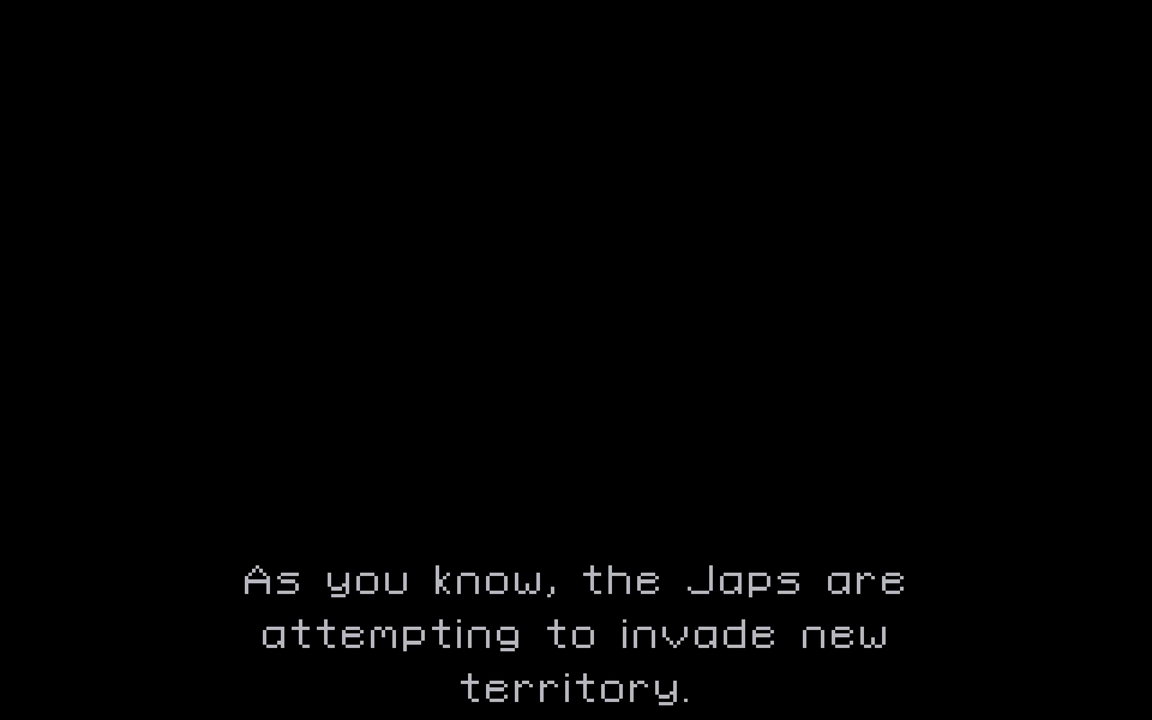 As you know, the Japs are
attempting to invade new
territory.